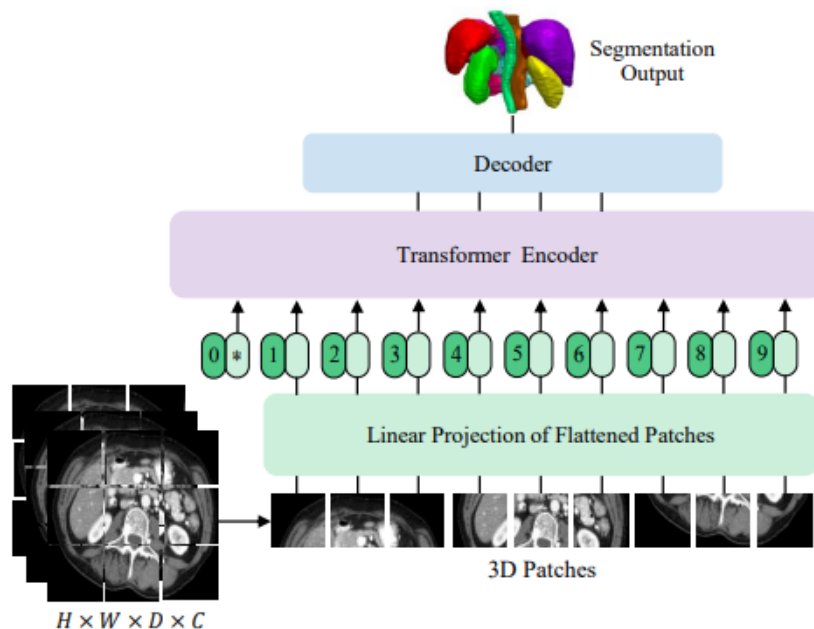 Segmentation
Output
Decoder
Transformer Encoder
0 * 1 2 3 4 5 6 7 8 9
Linear Projection of Flattened Patches
3D Patches
H × W × D × C